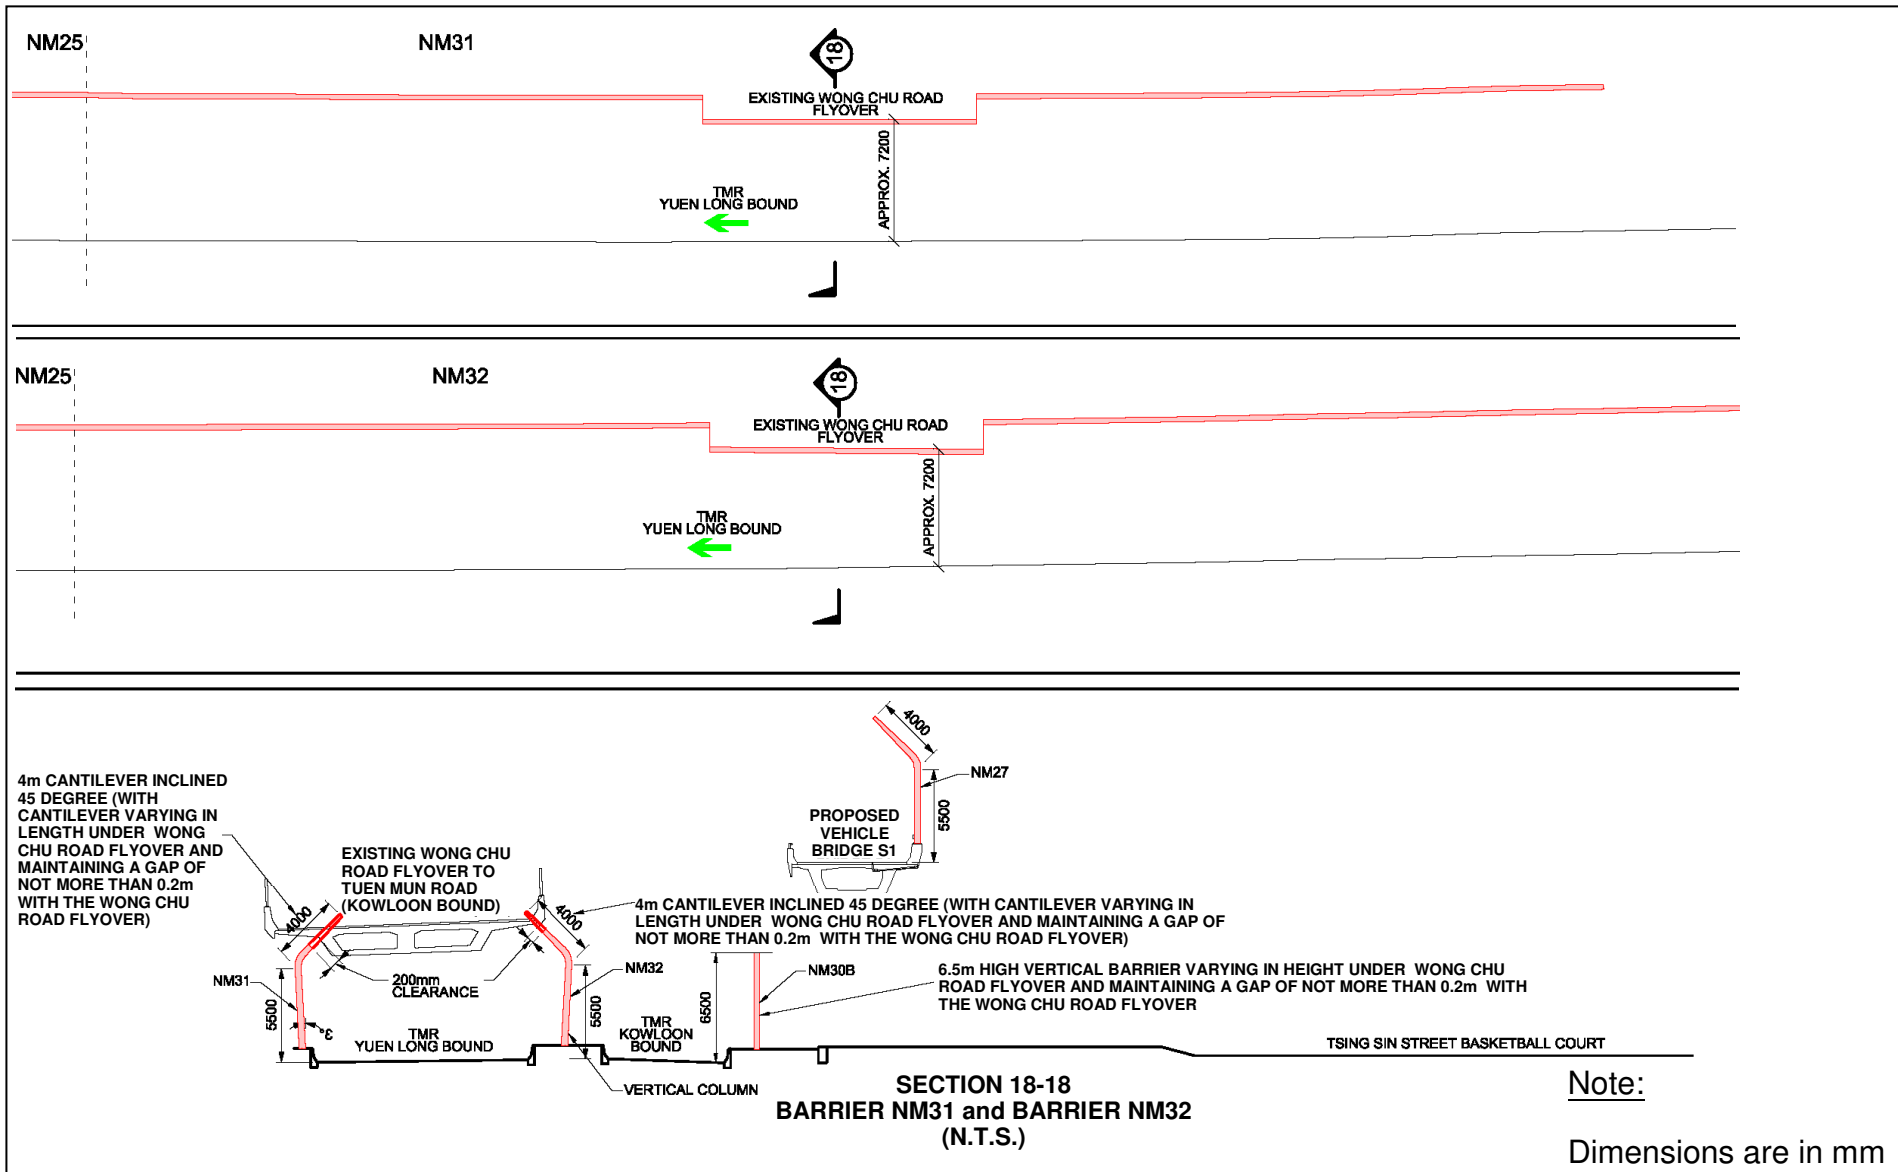 NM25
NM31
18
EXISTING WONG CHU ROAD
FLYOVER
APPROX. 7200
TMR
YUEN LONG BOUND
NM25
NM32
18
EXISTING WONG CHU ROAD
FLYOVER
APPROX. 7200
TMR
YUEN LONG BOUND
4m CANTILEVER INCLINED
45 DEGREE (WITH
CANTILEVER VARYING IN
LENGTH UNDER WONG
CHU ROAD FLYOVER AND
MAINTAINING A GAP OF
NOT MORE THAN 0.2m
WITH THE WONG CHU
ROAD FLYOVER)
EXISTING WONG CHU
ROAD FLYOVER TO
TUEN MUN ROAD
(KOWLOON BOUND)
4000
NM31
5500
3°
200mm
CLEARANCE
TMR
YUEN LONG BOUND
4000
4m CANTILEVER INCLINED 45 DEGREE (WITH CANTILEVER VARYING IN
LENGTH UNDER WONG CHU ROAD FLYOVER AND MAINTAINING A GAP OF
NOT MORE THAN 0.2m WITH THE WONG CHU ROAD FLYOVER)
NM32
5500
TMR
KOWLOON
BOUND
VERTICAL COLUMN
6500
NM30B
6.5m HIGH VERTICAL BARRIER VARYING IN HEIGHT UNDER WONG CHU
ROAD FLYOVER AND MAINTAINING A GAP OF NOT MORE THAN 0.2m WITH
THE WONG CHU ROAD FLYOVER
4000
NM27
5500
PROPOSED
VEHICLE
BRIDGE S1
TSING SIN STREET BASKETBALL COURT
SECTION 18-18
BARRIER NM31 and BARRIER NM32
(N.T.S.)
Note:
Dimensions are in mm